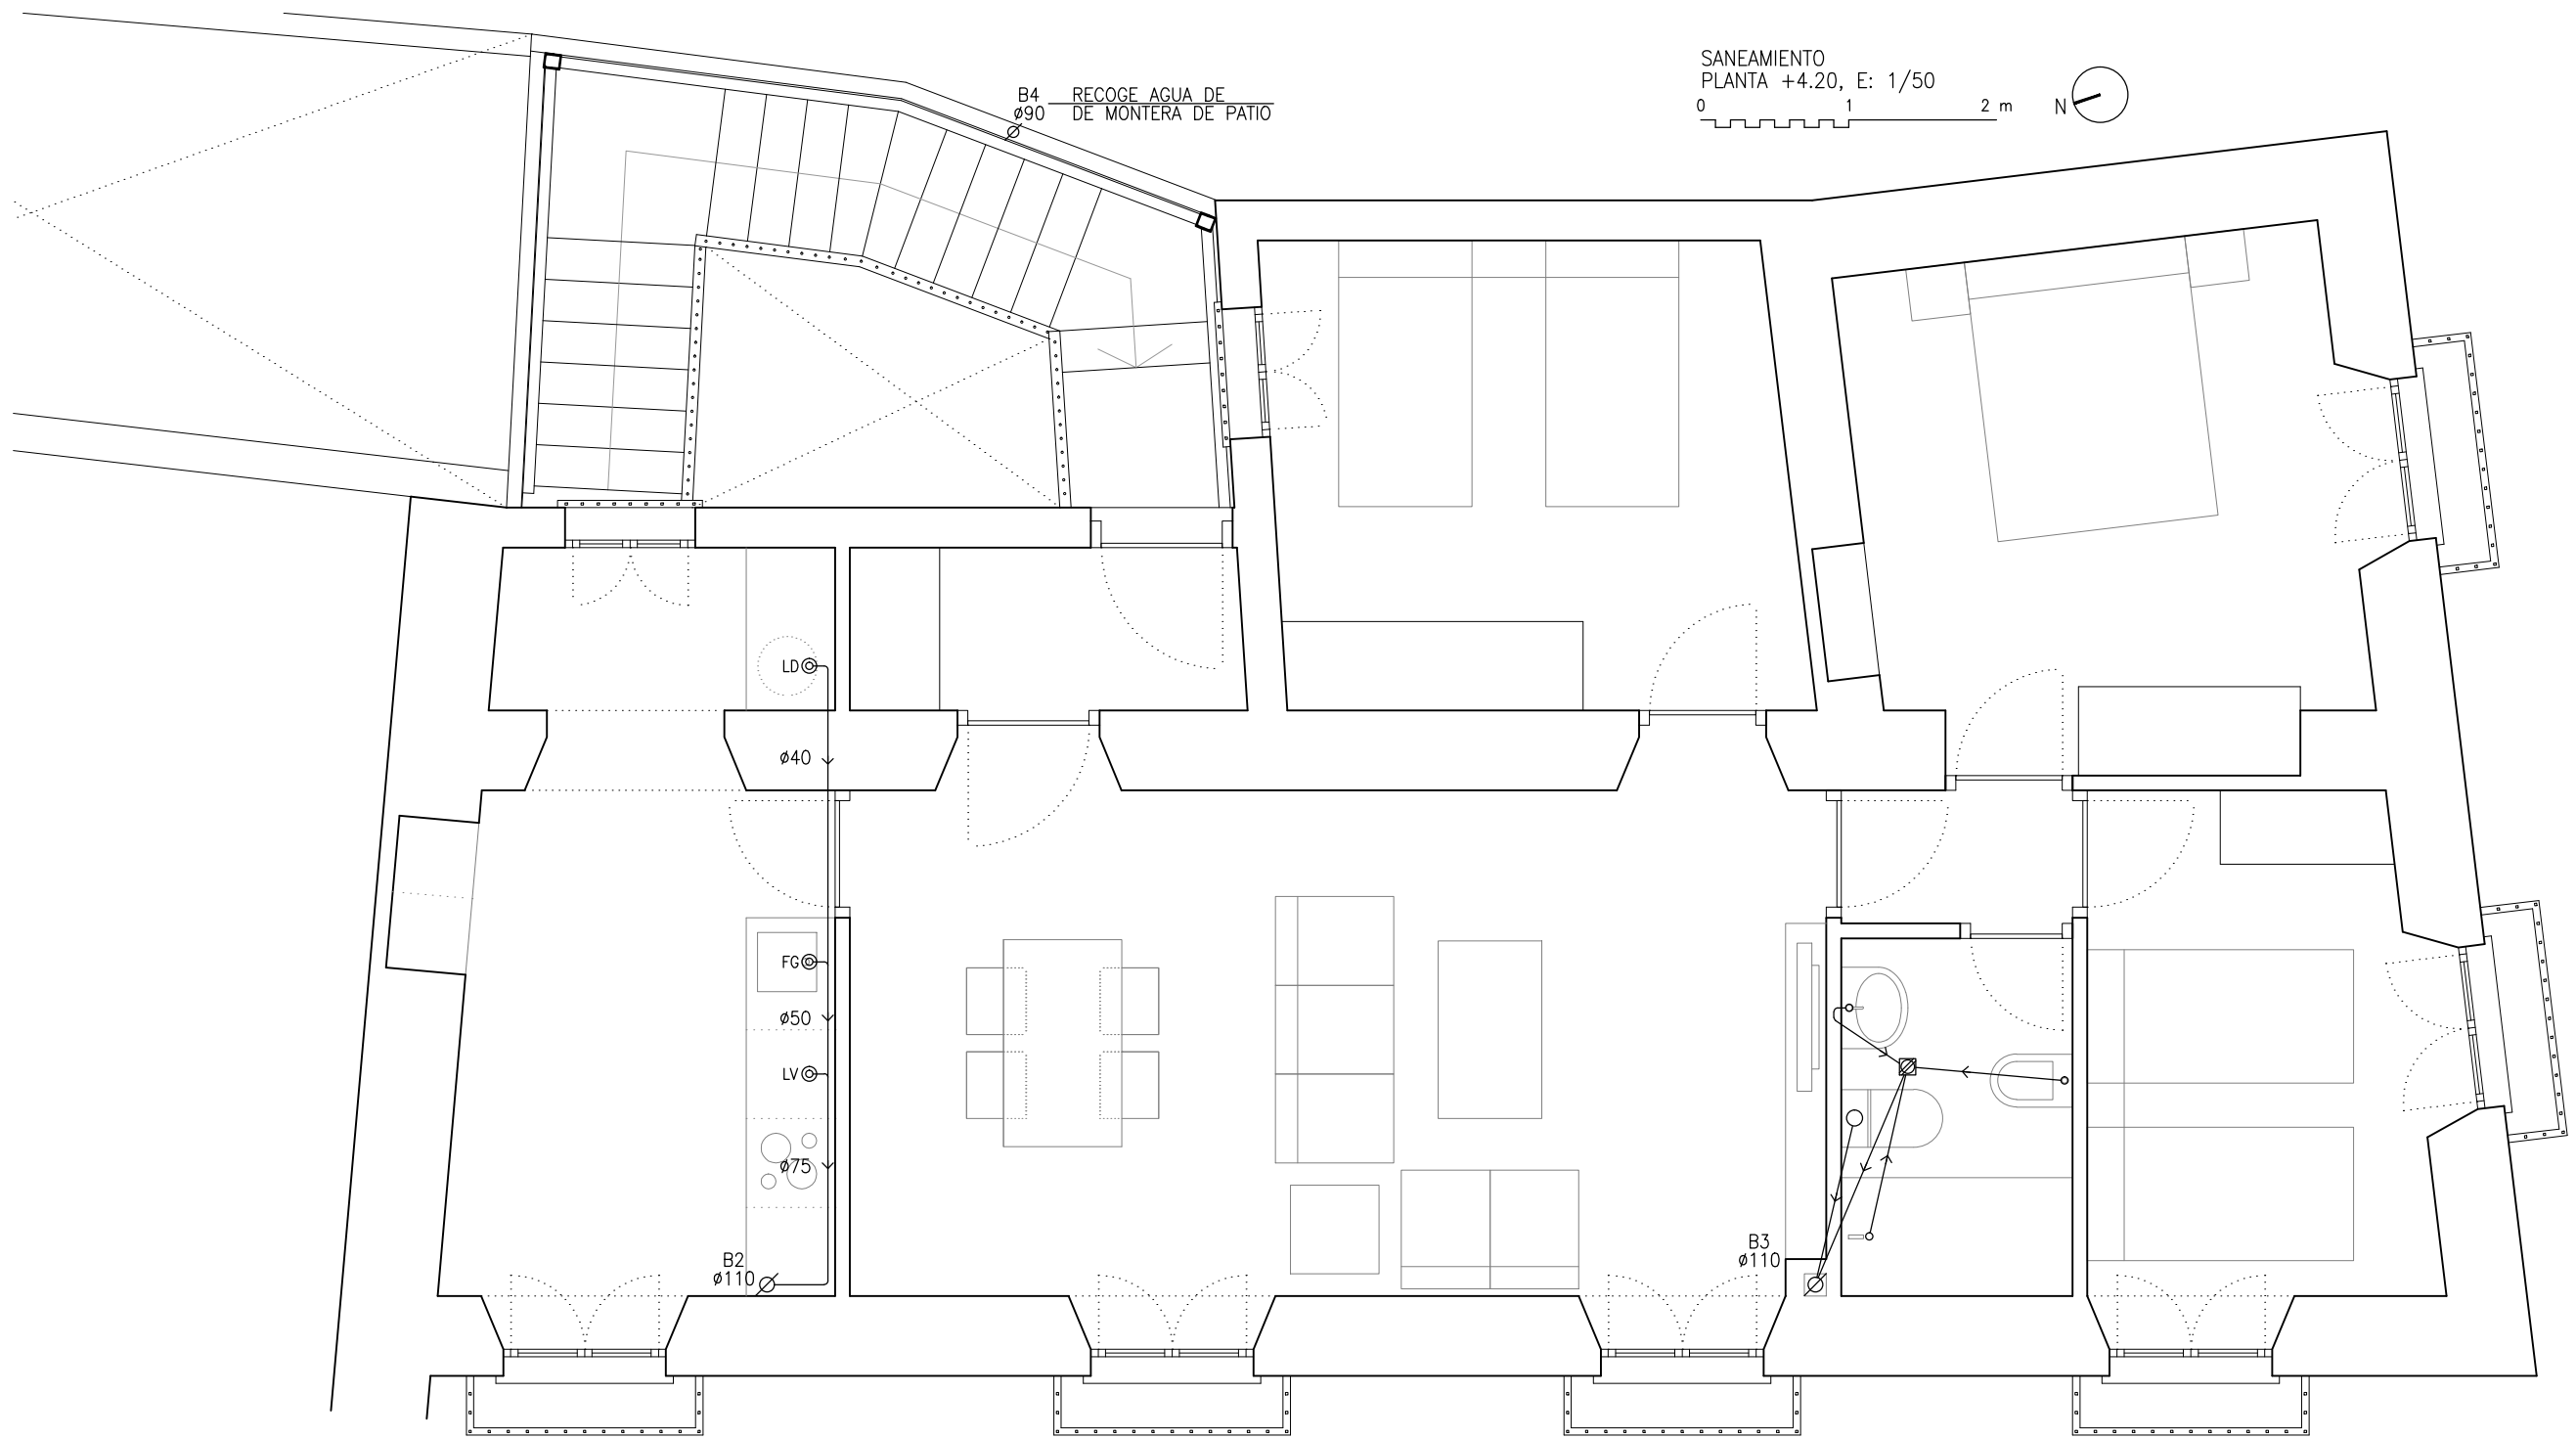 SANEAMIENTO
PLANTA +4.20, E: 1/50
0 1 2 m
N
B4 RECOGE AGUA DE
ø90 DE MONTERA DE PATIO
LD
ø40
FG
ø50
LV
ø75
B2
ø110
B3
ø110